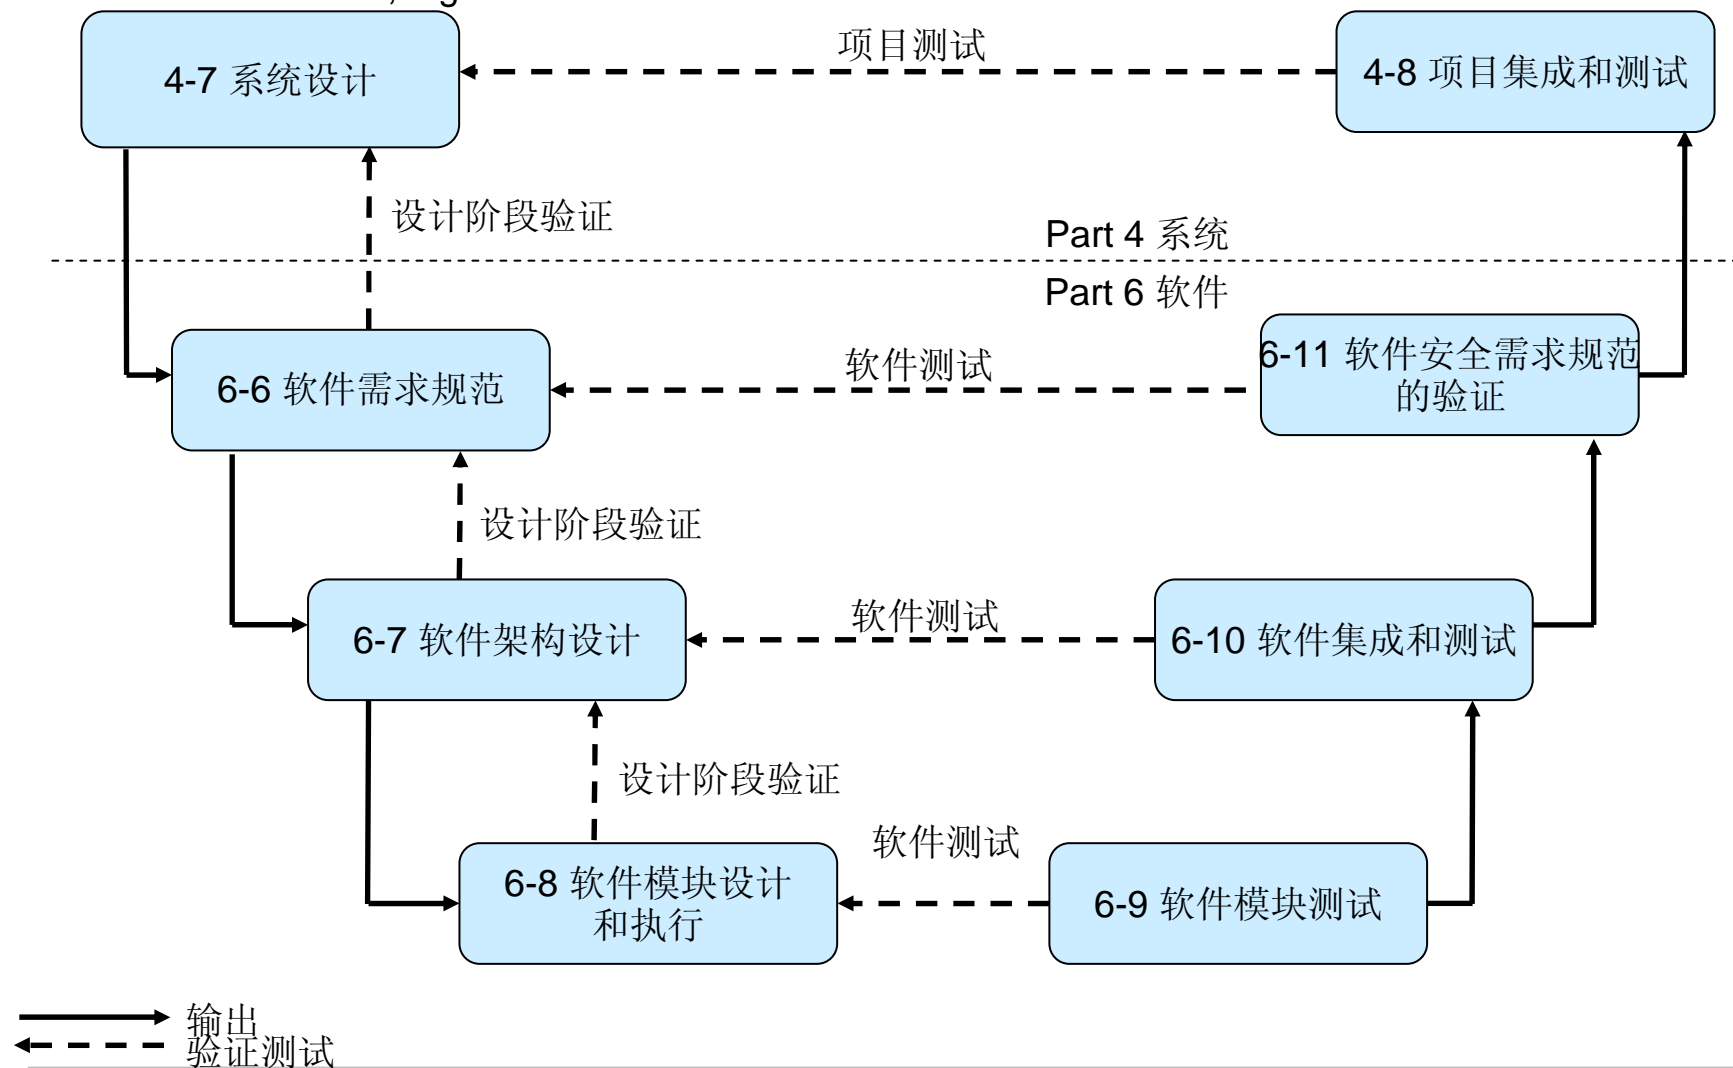 项目测试
4-7 系统设计
4-8 项目集成和测试
设计阶段验证
Part 4 系统
Part 6 软件
软件测试
6-6 软件需求规范
6-11 软件安全需求规范
的验证
设计阶段验证
软件测试
6-7 软件架构设计
6-10 软件集成和测试
设计阶段验证
软件测试
6-8 软件模块设计
和执行
6-9 软件模块测试
输出
验证测试